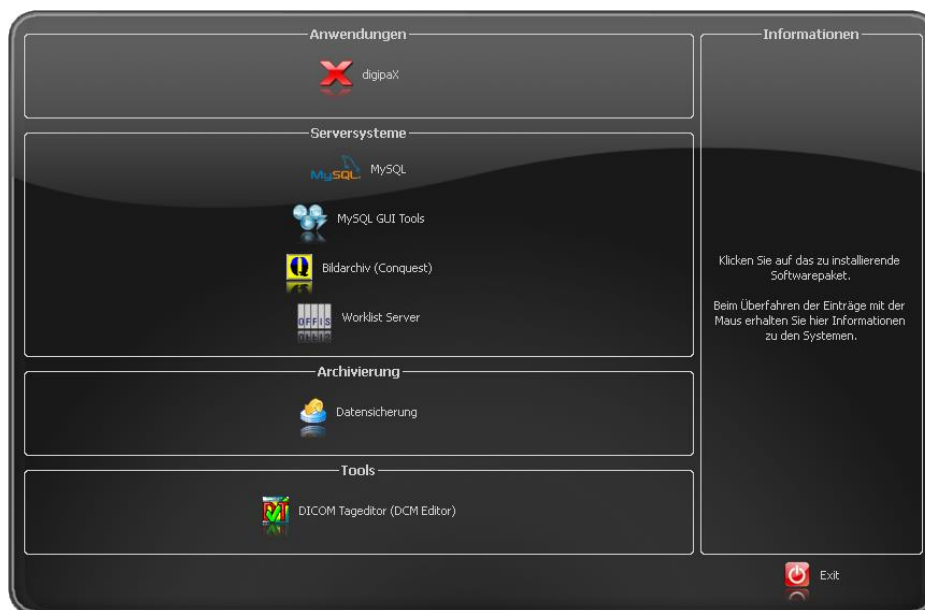 Anwendungen
digipaX
Serversysteme
MySQL
MySQL
MySQL GUI Tools
Bildarchiv (Conquest)
OFFIS
Worklist Server
Archivierung
Datensicherung
Tools
DICOM Tageditor (DCM Editor)
Informationen
Klicken Sie auf das zu installierende
Softwarepaket.
Beim Überfahren der Einträge mit der
Maus erhalten Sie hier Informationen
zu den Systemen.
Exit